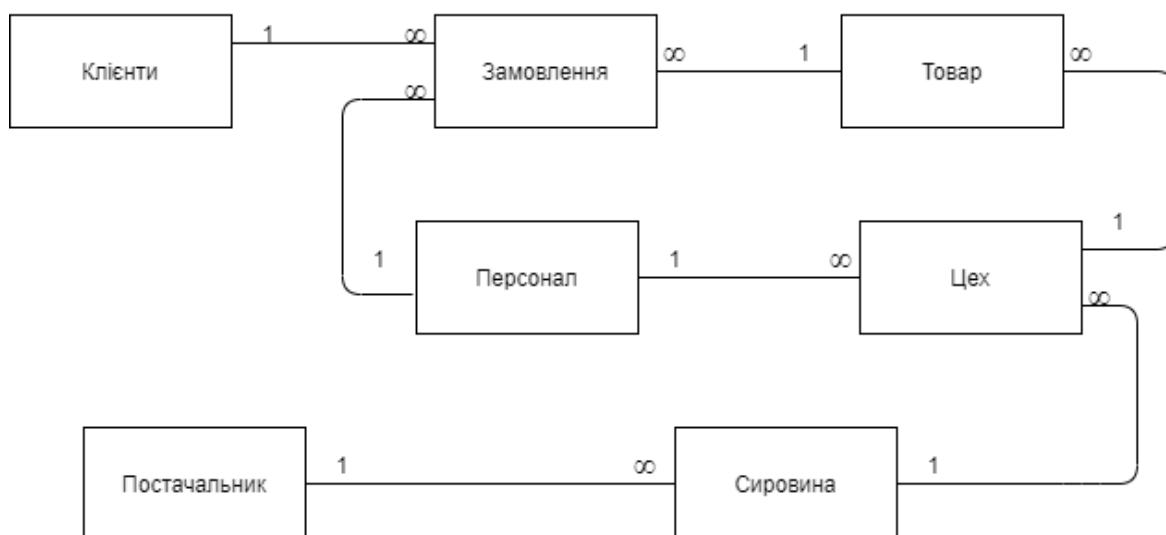 1 ∞ ∞ 1 ∞
Клієнти Замовлення Товар
∞
1 1 ∞ 1
Персонал Цех
∞
1 ∞ 1
Постачальник Сировина